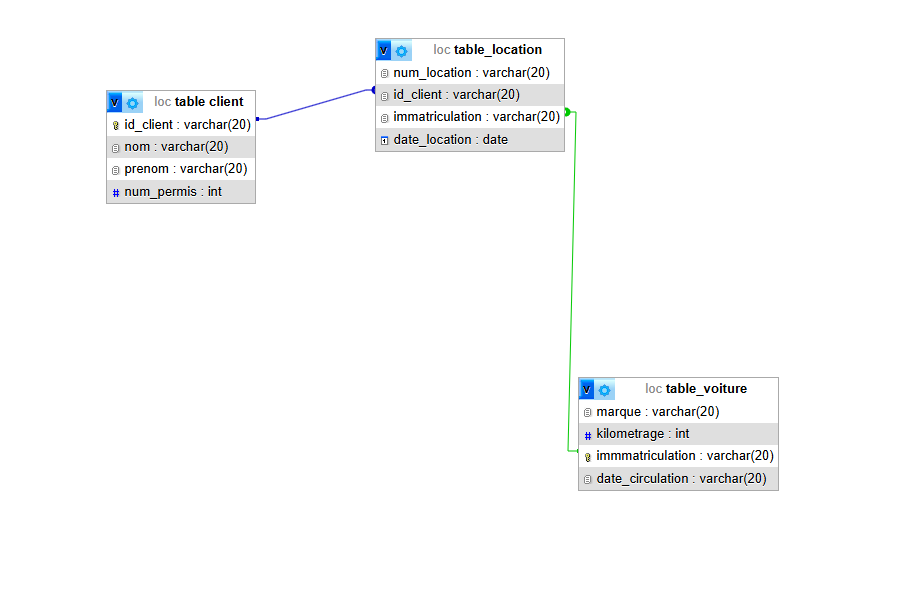 V loc table_location
num_location : varchar(20)
id_client : varchar(20)
immatriculation : varchar(20)
date_location : date
V loc table client
id_client : varchar(20)
nom : varchar(20)
prenom : varchar(20)
# num_permis : int
V loc table_voiture
marque : varchar(20)
# kilometrage : int
immmatriculation : varchar(20)
date_circulation : varchar(20)